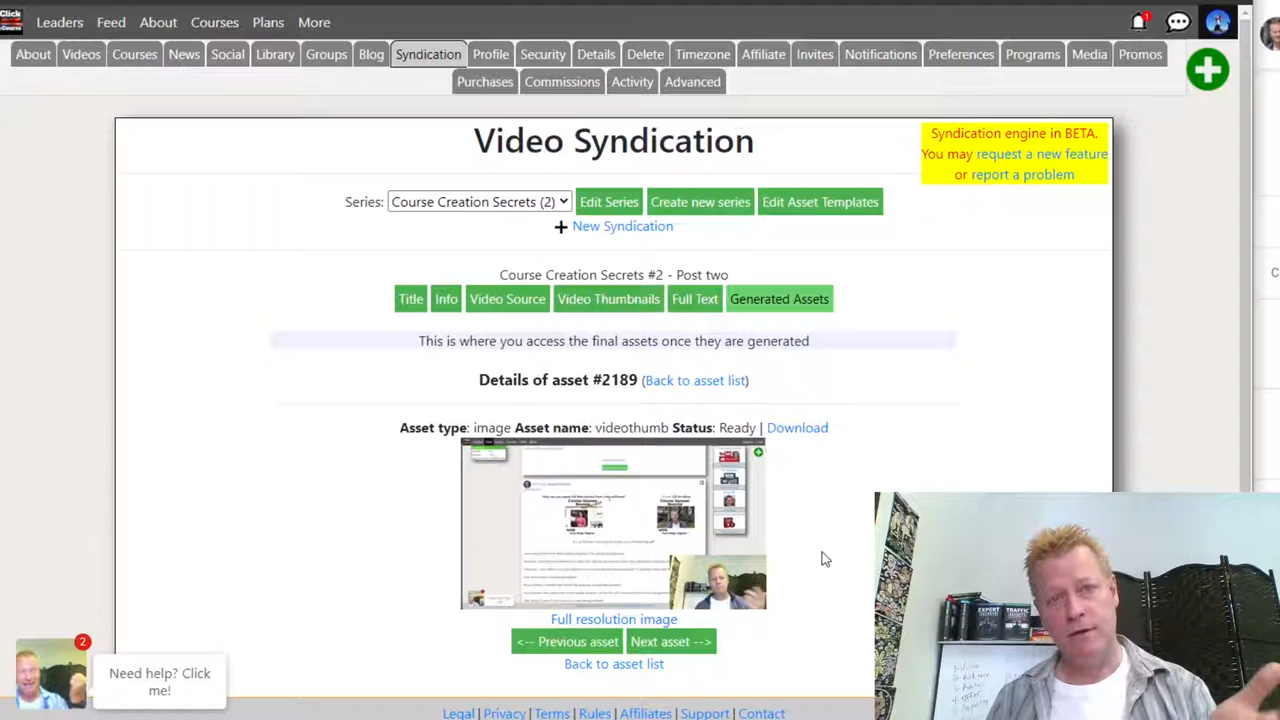 Click
Course
Leaders Feed About Courses Plans More
1
About Videos Courses News Social Library Groups Blog Syndication Profile Security Details Delete Timezone Affiliate Invites Notifications Preferences Programs Media Promos
Purchases Commissions Activity Advanced
Video Syndication
Syndication engine in BETA.
You may request a new feature
or report a problem
Series: Course Creation Secrets (2) Edit Series Create new series Edit Asset Templates
New Syndication
Course Creation Secrets #2 - Post two
Title Info Video Source Video Thumbnails Full Text Generated Assets
This is where you access the final assets once they are generated
Details of asset #2189 (Back to asset list)
Asset type: image Asset name: videothumb Status: Ready | Download
Full resolution image
<-- Previous asset Next asset -->
Back to asset list
2
Need help? Click
me!
EXPERT
TRAFFIC
Legal | Privacy | Terms | Rules | Affiliates | Support | Contact